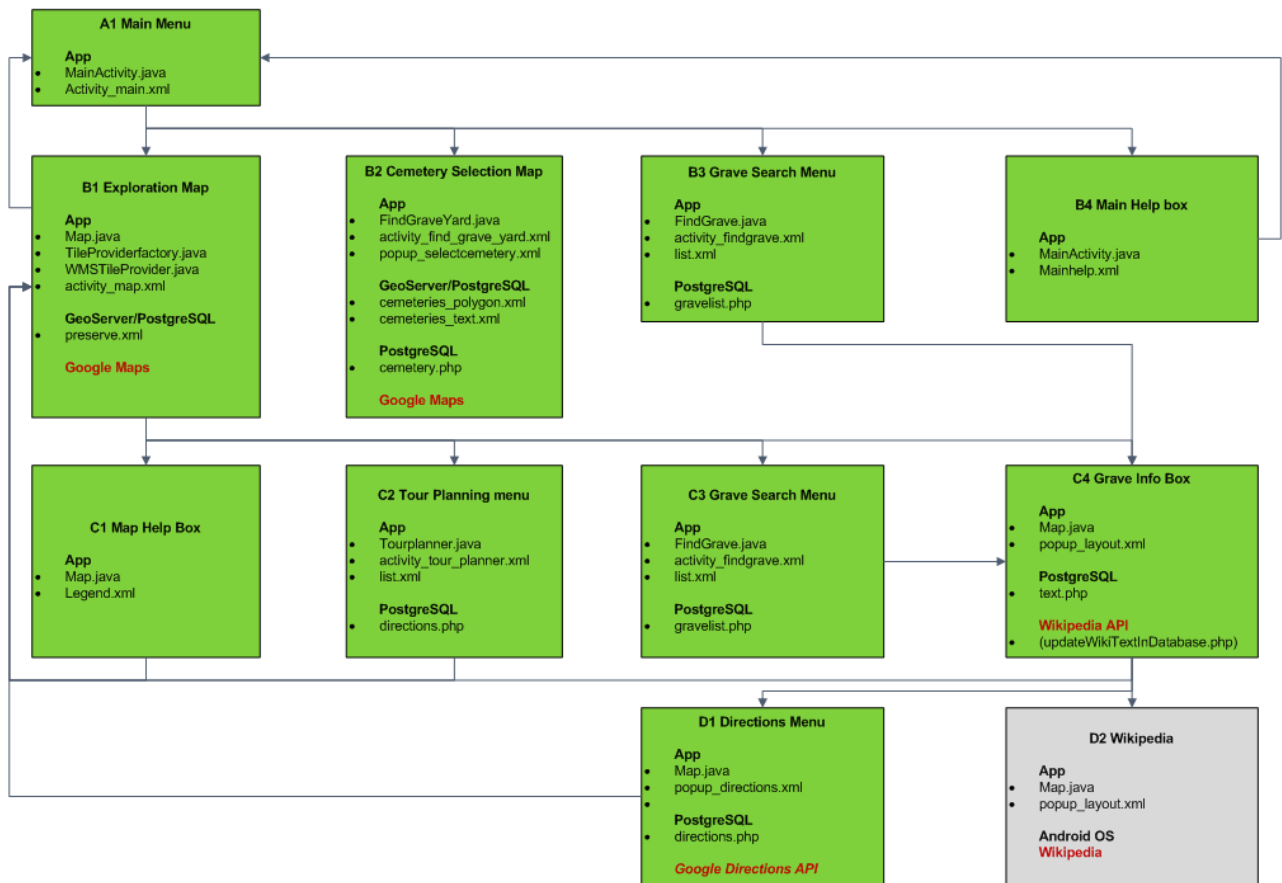 A1 Main Menu
App
MainActivity.java
Activity_main.xml
B1 Exploration Map
App
Map.java
TileProviderfactory.java
WMSTileProvider.java
activity_map.xml
GeoServer/PostgreSQL
preserve.xml
Google Maps
B2 Cemetery Selection Map
App
FindGraveYard.java
activity_find_grave_yard.xml
popup_selectcemetery.xml
GeoServer/PostgreSQL
cemeteries_polygon.xml
cemeteries_text.xml
PostgreSQL
cemetery.php
Google Maps
B3 Grave Search Menu
App
FindGrave.java
activity_findgrave.xml
list.xml
PostgreSQL
gravelist.php
B4 Main Help box
App
MainActivity.java
Mainhelp.xml
C1 Map Help Box
App
Map.java
Legend.xml
C2 Tour Planning menu
App
Tourplanner.java
activity_tour_planner.xml
list.xml
PostgreSQL
directions.php
C3 Grave Search Menu
App
FindGrave.java
activity_findgrave.xml
list.xml
PostgreSQL
gravelist.php
C4 Grave Info Box
App
Map.java
popup_layout.xml
PostgreSQL
text.php
Wikipedia API
(updateWikiTextInDatabase.php)
D1 Directions Menu
App
Map.java
popup_directions.xml
PostgreSQL
directions.php
Google Directions API
D2 Wikipedia
App
Map.java
popup_layout.xml
Android OS
Wikipedia